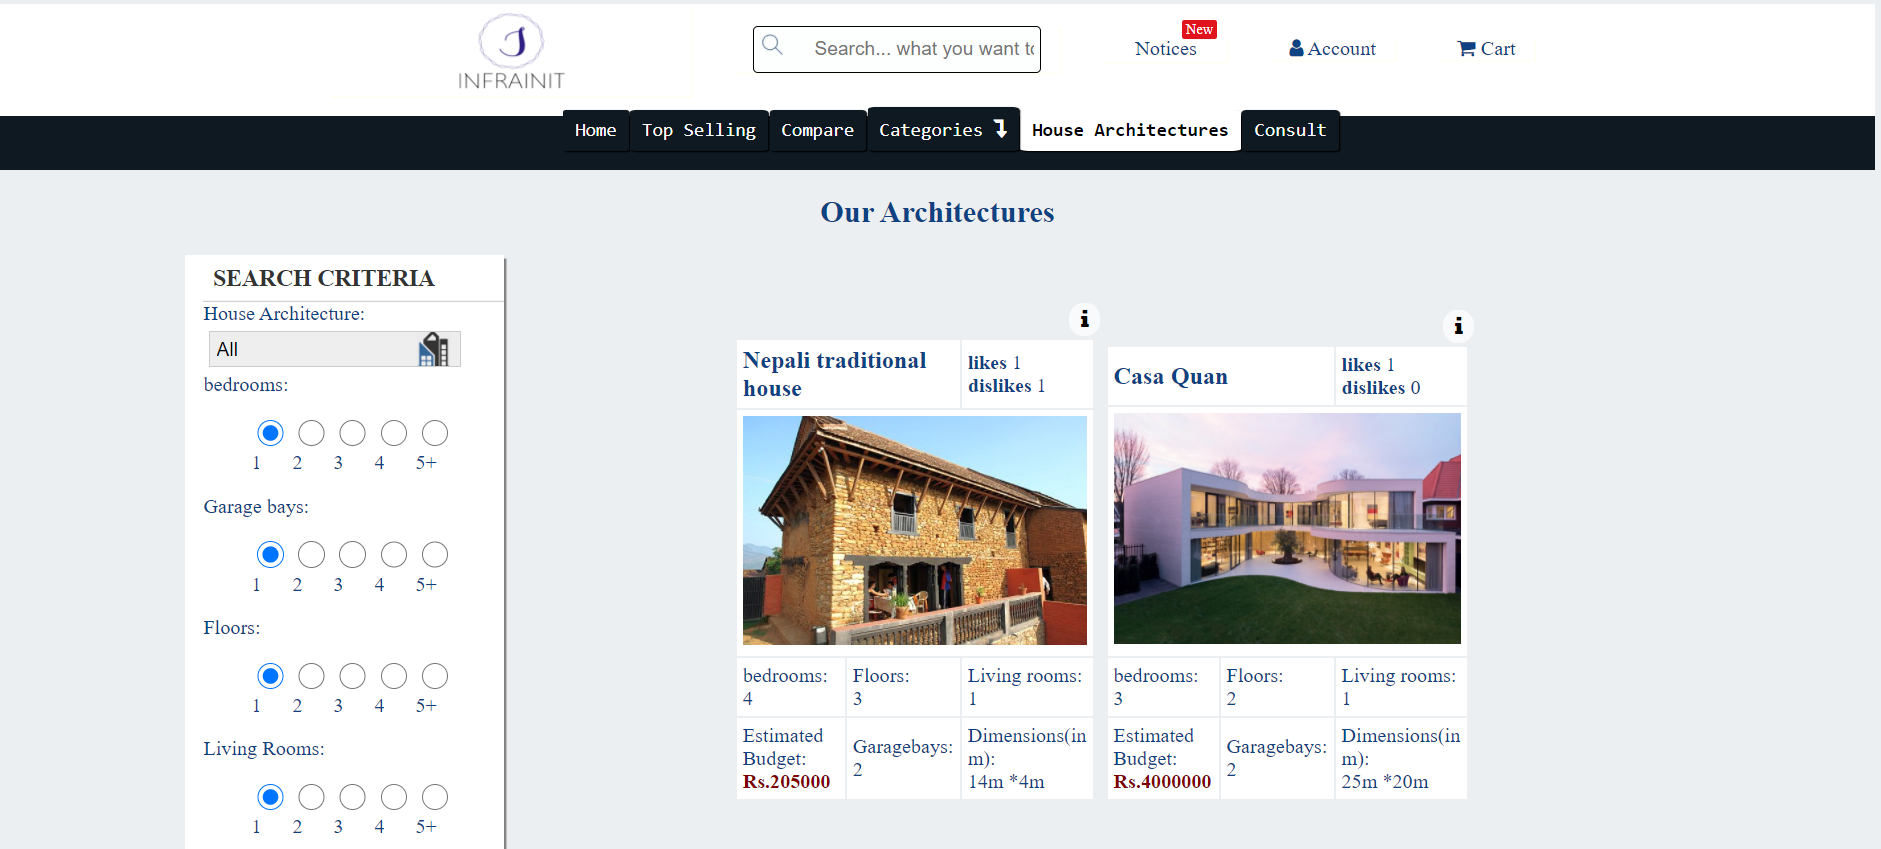 INFRAINIT
Search... what you want to
New
Notices
Account
Cart
Home
Top Selling
Compare
Categories
House Architectures
Consult
Our Architectures
SEARCH CRITERIA
House Architecture:
All
bedrooms:
1 2 3 4 5+
Garage bays:
1 2 3 4 5+
Floors:
1 2 3 4 5+
Living Rooms:
1 2 3 4 5+
Nepali traditional
house
likes 1
dislikes 1
bedrooms:
4
Floors:
3
Living rooms:
1
Estimated
Budget:
Rs.205000
Garagebays:
2
Dimensions(in
m):
14m *4m
Casa Quan
likes 1
dislikes 0
bedrooms:
3
Floors:
2
Living rooms:
1
Estimated
Budget:
Rs.4000000
Garagebays:
2
Dimensions(in
m):
25m *20m